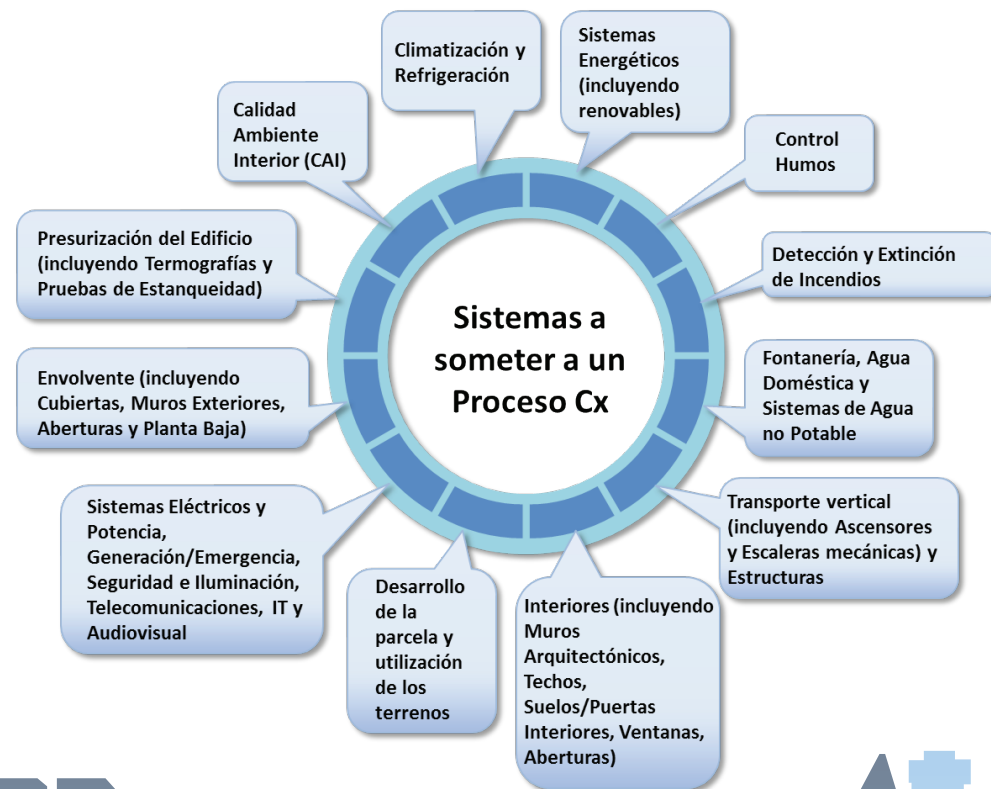 Climatización y
Refrigeración
Sistemas
Energéticos
(incluyendo
renovables)
Calidad
Ambiente
Interior (CAI)
Control
Humos
Presurización del Edificio
(incluyendo Termografías y
Pruebas de Estanqueidad)
Detección y Extinción
de Incendios
Sistemas a
someter a un
Proceso Cx
Envolvente (incluyendo
Cubiertas, Muros Exteriores,
Aberturas y Planta Baja)
Fontanería, Agua
Doméstica y
Sistemas de Agua
no Potable
Sistemas Eléctricos y
Potencia,
Generación/Emergencia,
Seguridad e Iluminación,
Telecomunicaciones, IT y
Audiovisual
Transporte vertical
(incluyendo Ascensores
y Escaleras mecánicas) y
Estructuras
Desarrollo
de la
parcela y
utilización
de los
terrenos
Interiores (incluyendo
Muros
Arquitectónicos,
Techos,
Suelos/Puertas
Interiores, Ventanas,
Aberturas)